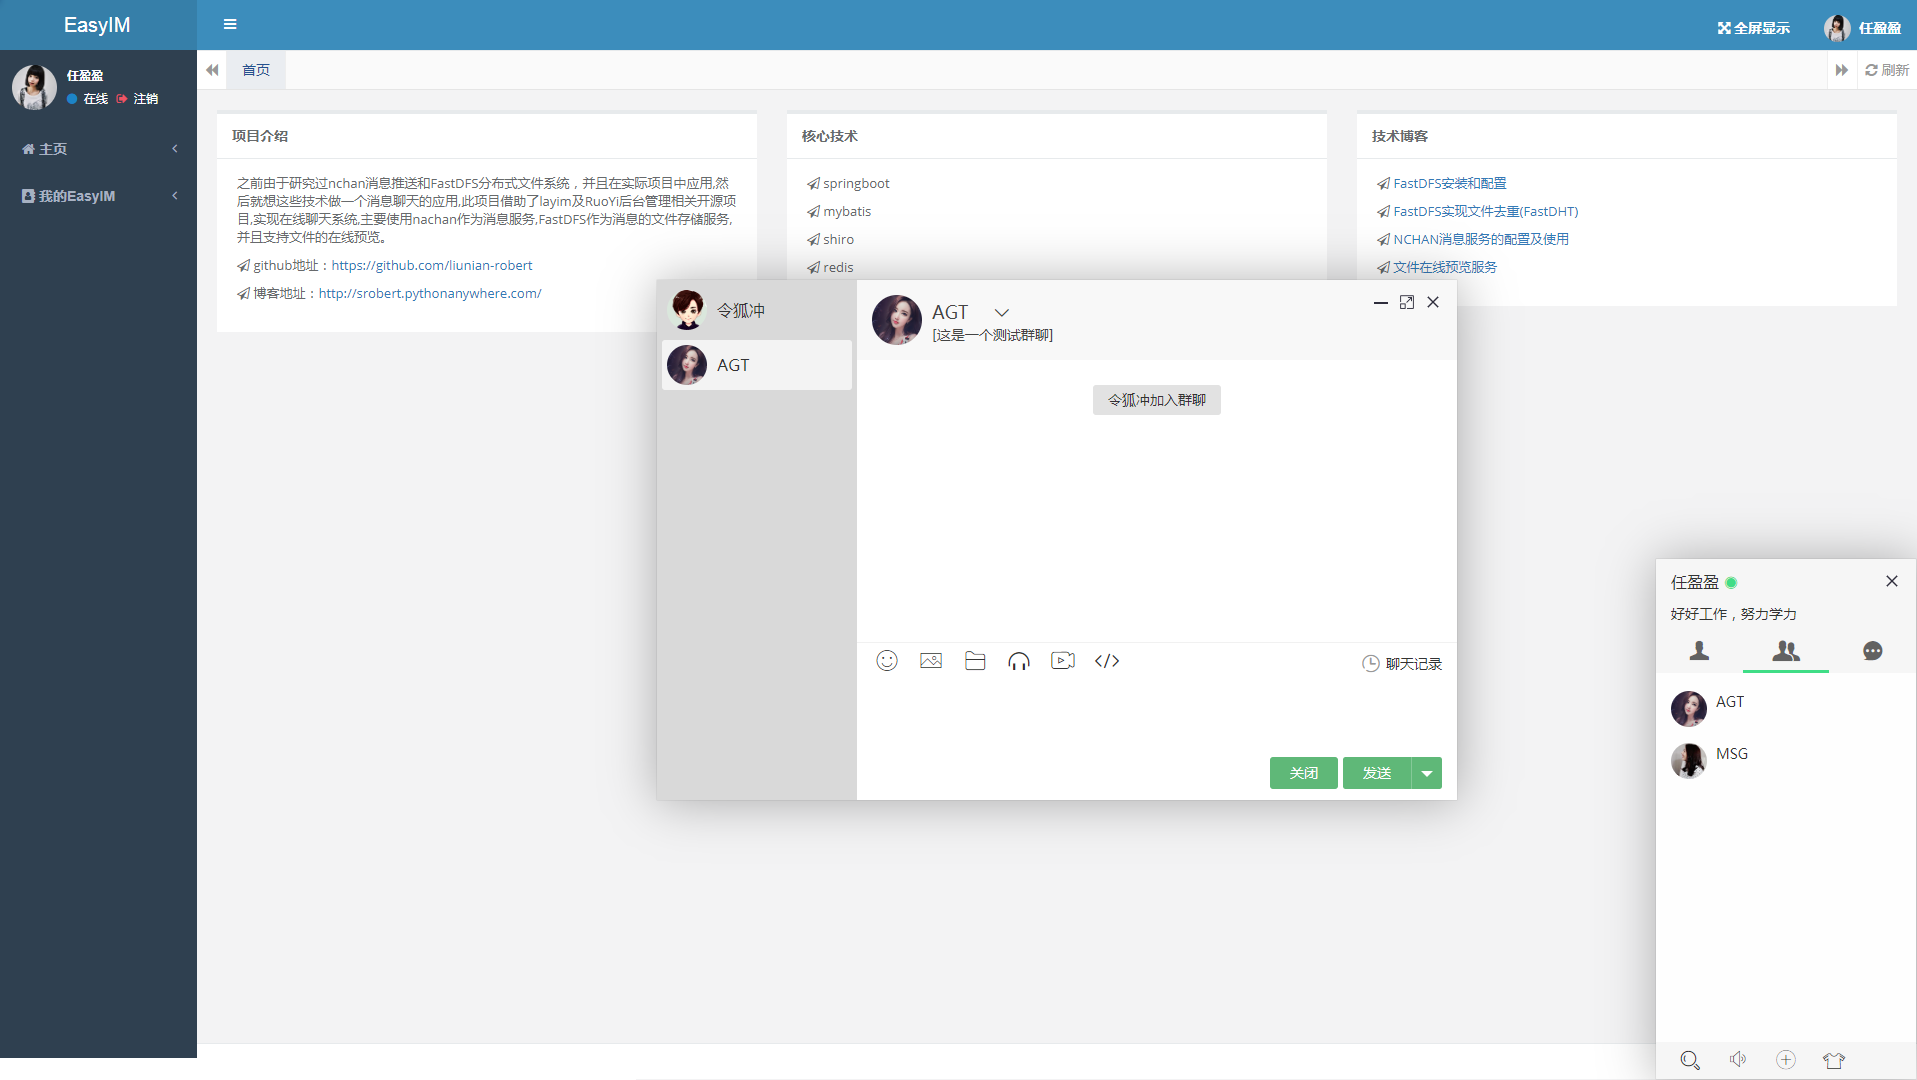 EasyIM
全屏显示
任盈盈
任盈盈
在线 注销
首页
刷新
主页
我的EasyIM
项目介绍
之前由于研究过nchan消息推送和FastDFS分布式文件系统，并且在实际项目中应用,然
后就想这些技术做一个消息聊天的应用,此项目借助了layim及RuoYi后台管理相关开源项
目,实现在线聊天系统,主要使用nachan作为消息服务,FastDFS作为消息的文件存储服务,
并且支持文件的在线预览。
github地址：https://github.com/liunian-robert
博客地址：http://srobert.pythonanywhere.com/
核心技术
springboot
mybatis
shiro
redis
技术博客
FastDFS安装和配置
FastDFS实现文件去重(FastDHT)
NCHAN消息服务的配置及使用
文件在线预览服务
令狐冲
AGT
AGT
[这是一个测试群聊]
令狐冲加入群聊
聊天记录
关闭
发送
任盈盈
好好工作，努力学力
AGT
MSG